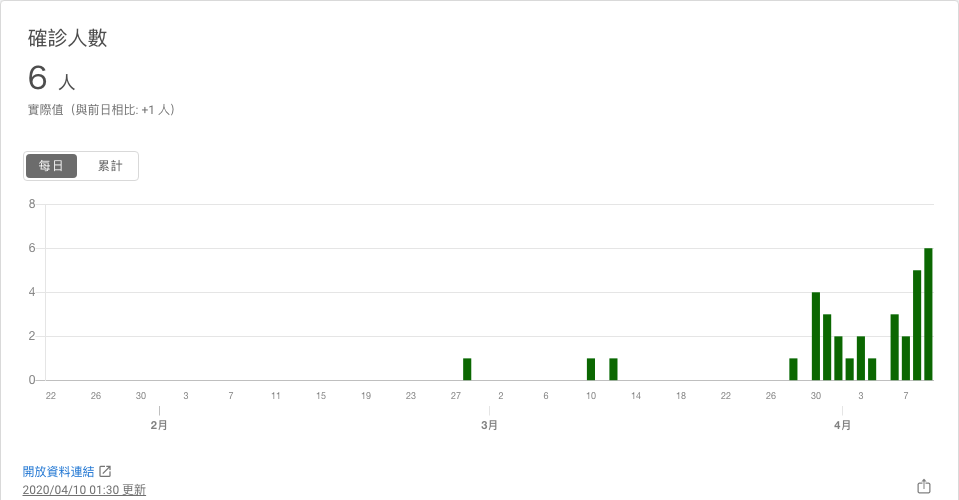 確診人數
6 人
實際值（與前日相比: +1 人）
每日 累計
8
6
4
2
0
22 26 30 3 7 11 15 19 23 27 2 6 10 14 18 22 26 30 3 7
2月 3月 4月
開放資料連結
2020/04/10 01:30 更新